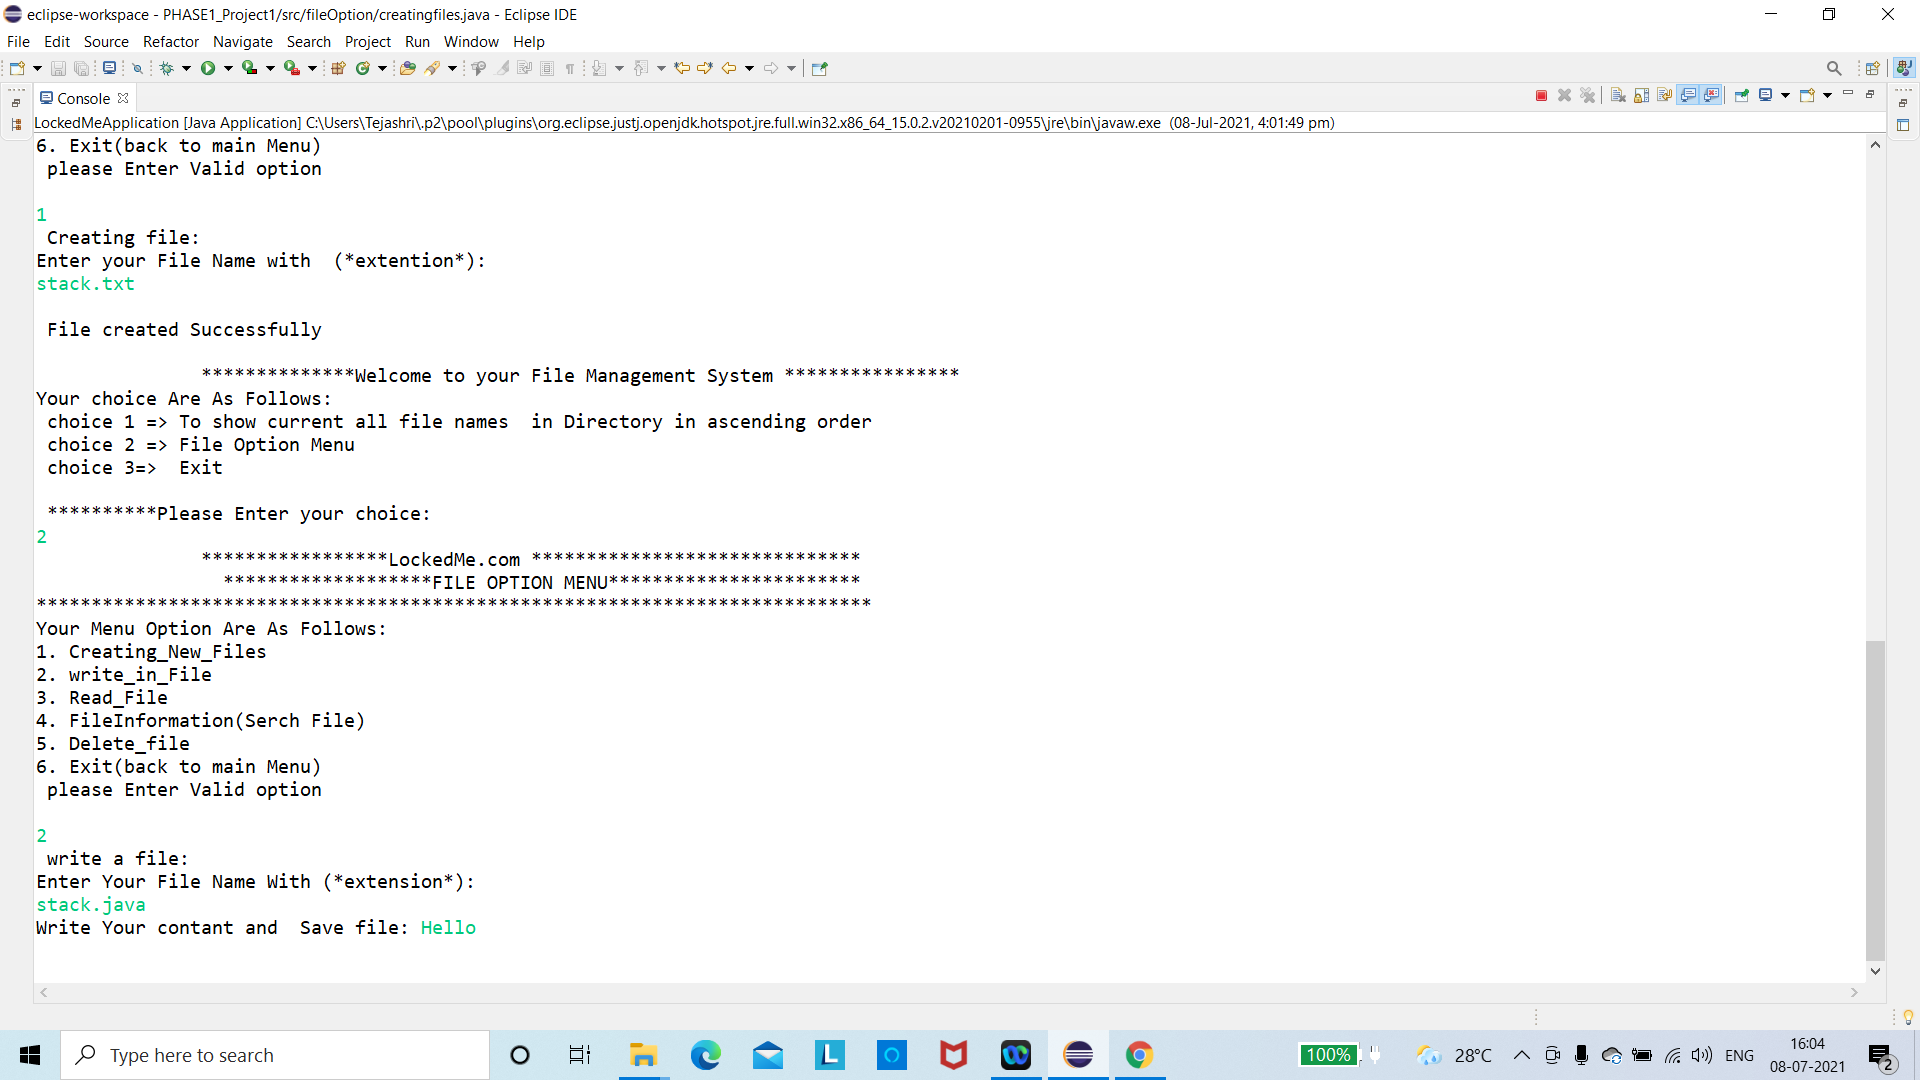 eclipse-workspace - PHASE1_Project1/src/fileOption/creatingfiles.java - Eclipse IDE
File Edit Source Refactor Navigate Search Project Run Window Help
Console
LockedMeApplication [Java Application] C:\Users\Tejashri\.p2\pool\plugins\org.eclipse.justj.openjdk.hotspot.jre.full.win32.x86_64_15.0.2.v20210201-0955\jre\bin\javaw.exe (08-Jul-2021, 4:01:49 pm)
6. Exit(back to main Menu)
please Enter Valid option
1
Creating file:
Enter your File Name with  (*extention*):
stack.txt
File created Successfully
**************Welcome to your File Management System ****************
Your choice Are As Follows:
choice 1 => To show current all file names  in Directory in ascending order
choice 2 => File Option Menu
choice 3=>  Exit
**********Please Enter your choice:
2
*****************LockedMe.com ******************************
*******************FILE OPTION MENU***********************
****************************************************************************
Your Menu Option Are As Follows:
1. Creating_New_Files
2. write_in_File
3. Read_File
4. FileInformation(Serch File)
5. Delete_file
6. Exit(back to main Menu)
please Enter Valid option
2
write a file:
Enter Your File Name With (*extension*):
stack.java
Write Your contant and  Save file: Hello
Type here to search
L
100%
28°C
ENG
16:04
08-07-2021
2